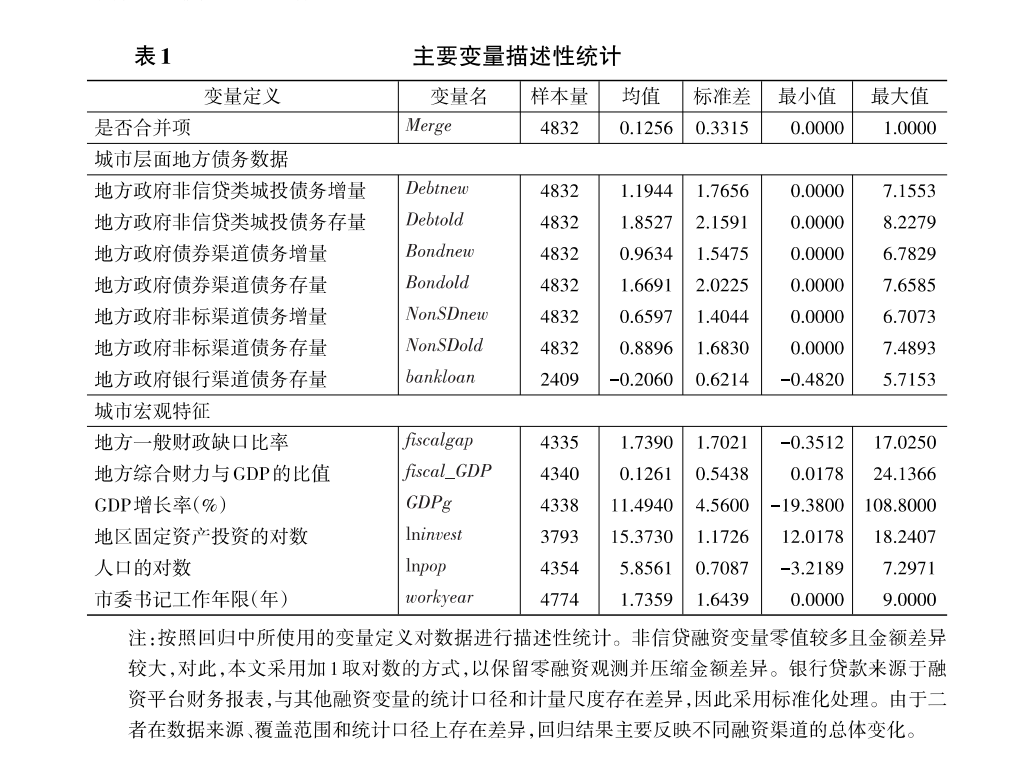 表1 主要变量描述性统计
变量定义 变量名 样本量 均值 标准差 最小值 最大值
是否合并项 Merge 4832 0.1256 0.3315 0.0000 1.0000
城市层面地方债务数据
地方政府非信贷类城投债务增量 Debtnew 4832 1.1944 1.7656 0.0000 7.1553
地方政府非信贷类城投债务存量 Debtold 4832 1.8527 2.1591 0.0000 8.2279
地方政府债券渠道债务增量 Bondnew 4832 0.9634 1.5475 0.0000 6.7829
地方政府债券渠道债务存量 Bondold 4832 1.6691 2.0225 0.0000 7.6585
地方政府非标渠道债务增量 NonSDnew 4832 0.6597 1.4044 0.0000 6.7073
地方政府非标渠道债务存量 NonSDold 4832 0.8896 1.6830 0.0000 7.4893
地方政府银行渠道债务存量 bankloan 2409 −0.2060 0.6214 −0.4820 5.7153
城市宏观特征
地方一般财政缺口比率 fiscalgap 4335 1.7390 1.7021 −0.3512 17.0250
地方综合财力与GDP的比值 fiscal_GDP 4340 0.1261 0.5438 0.0178 24.1366
GDP增长率(%) GDPg 4338 11.4940 4.5600 −19.3800 108.8000
地区固定资产投资的对数 lninvest 3793 15.3730 1.1726 12.0178 18.2407
人口的对数 lnpop 4354 5.8561 0.7087 −3.2189 7.2971
市委书记工作年限(年) workyear 4774 1.7359 1.6439 0.0000 9.0000
注:按照回归中所使用的变量定义对数据进行描述性统计。非信贷融资变量零值较多且金额差异
较大,对此,本文采用加1取对数的方式,以保留零融资观测并压缩金额差异。银行贷款来源于融
资平台财务报表,与其他融资变量的统计口径和计量尺度存在差异,因此采用标准化处理。由于二
者在数据来源、覆盖范围和统计口径上存在差异,回归结果主要反映不同融资渠道的总体变化。